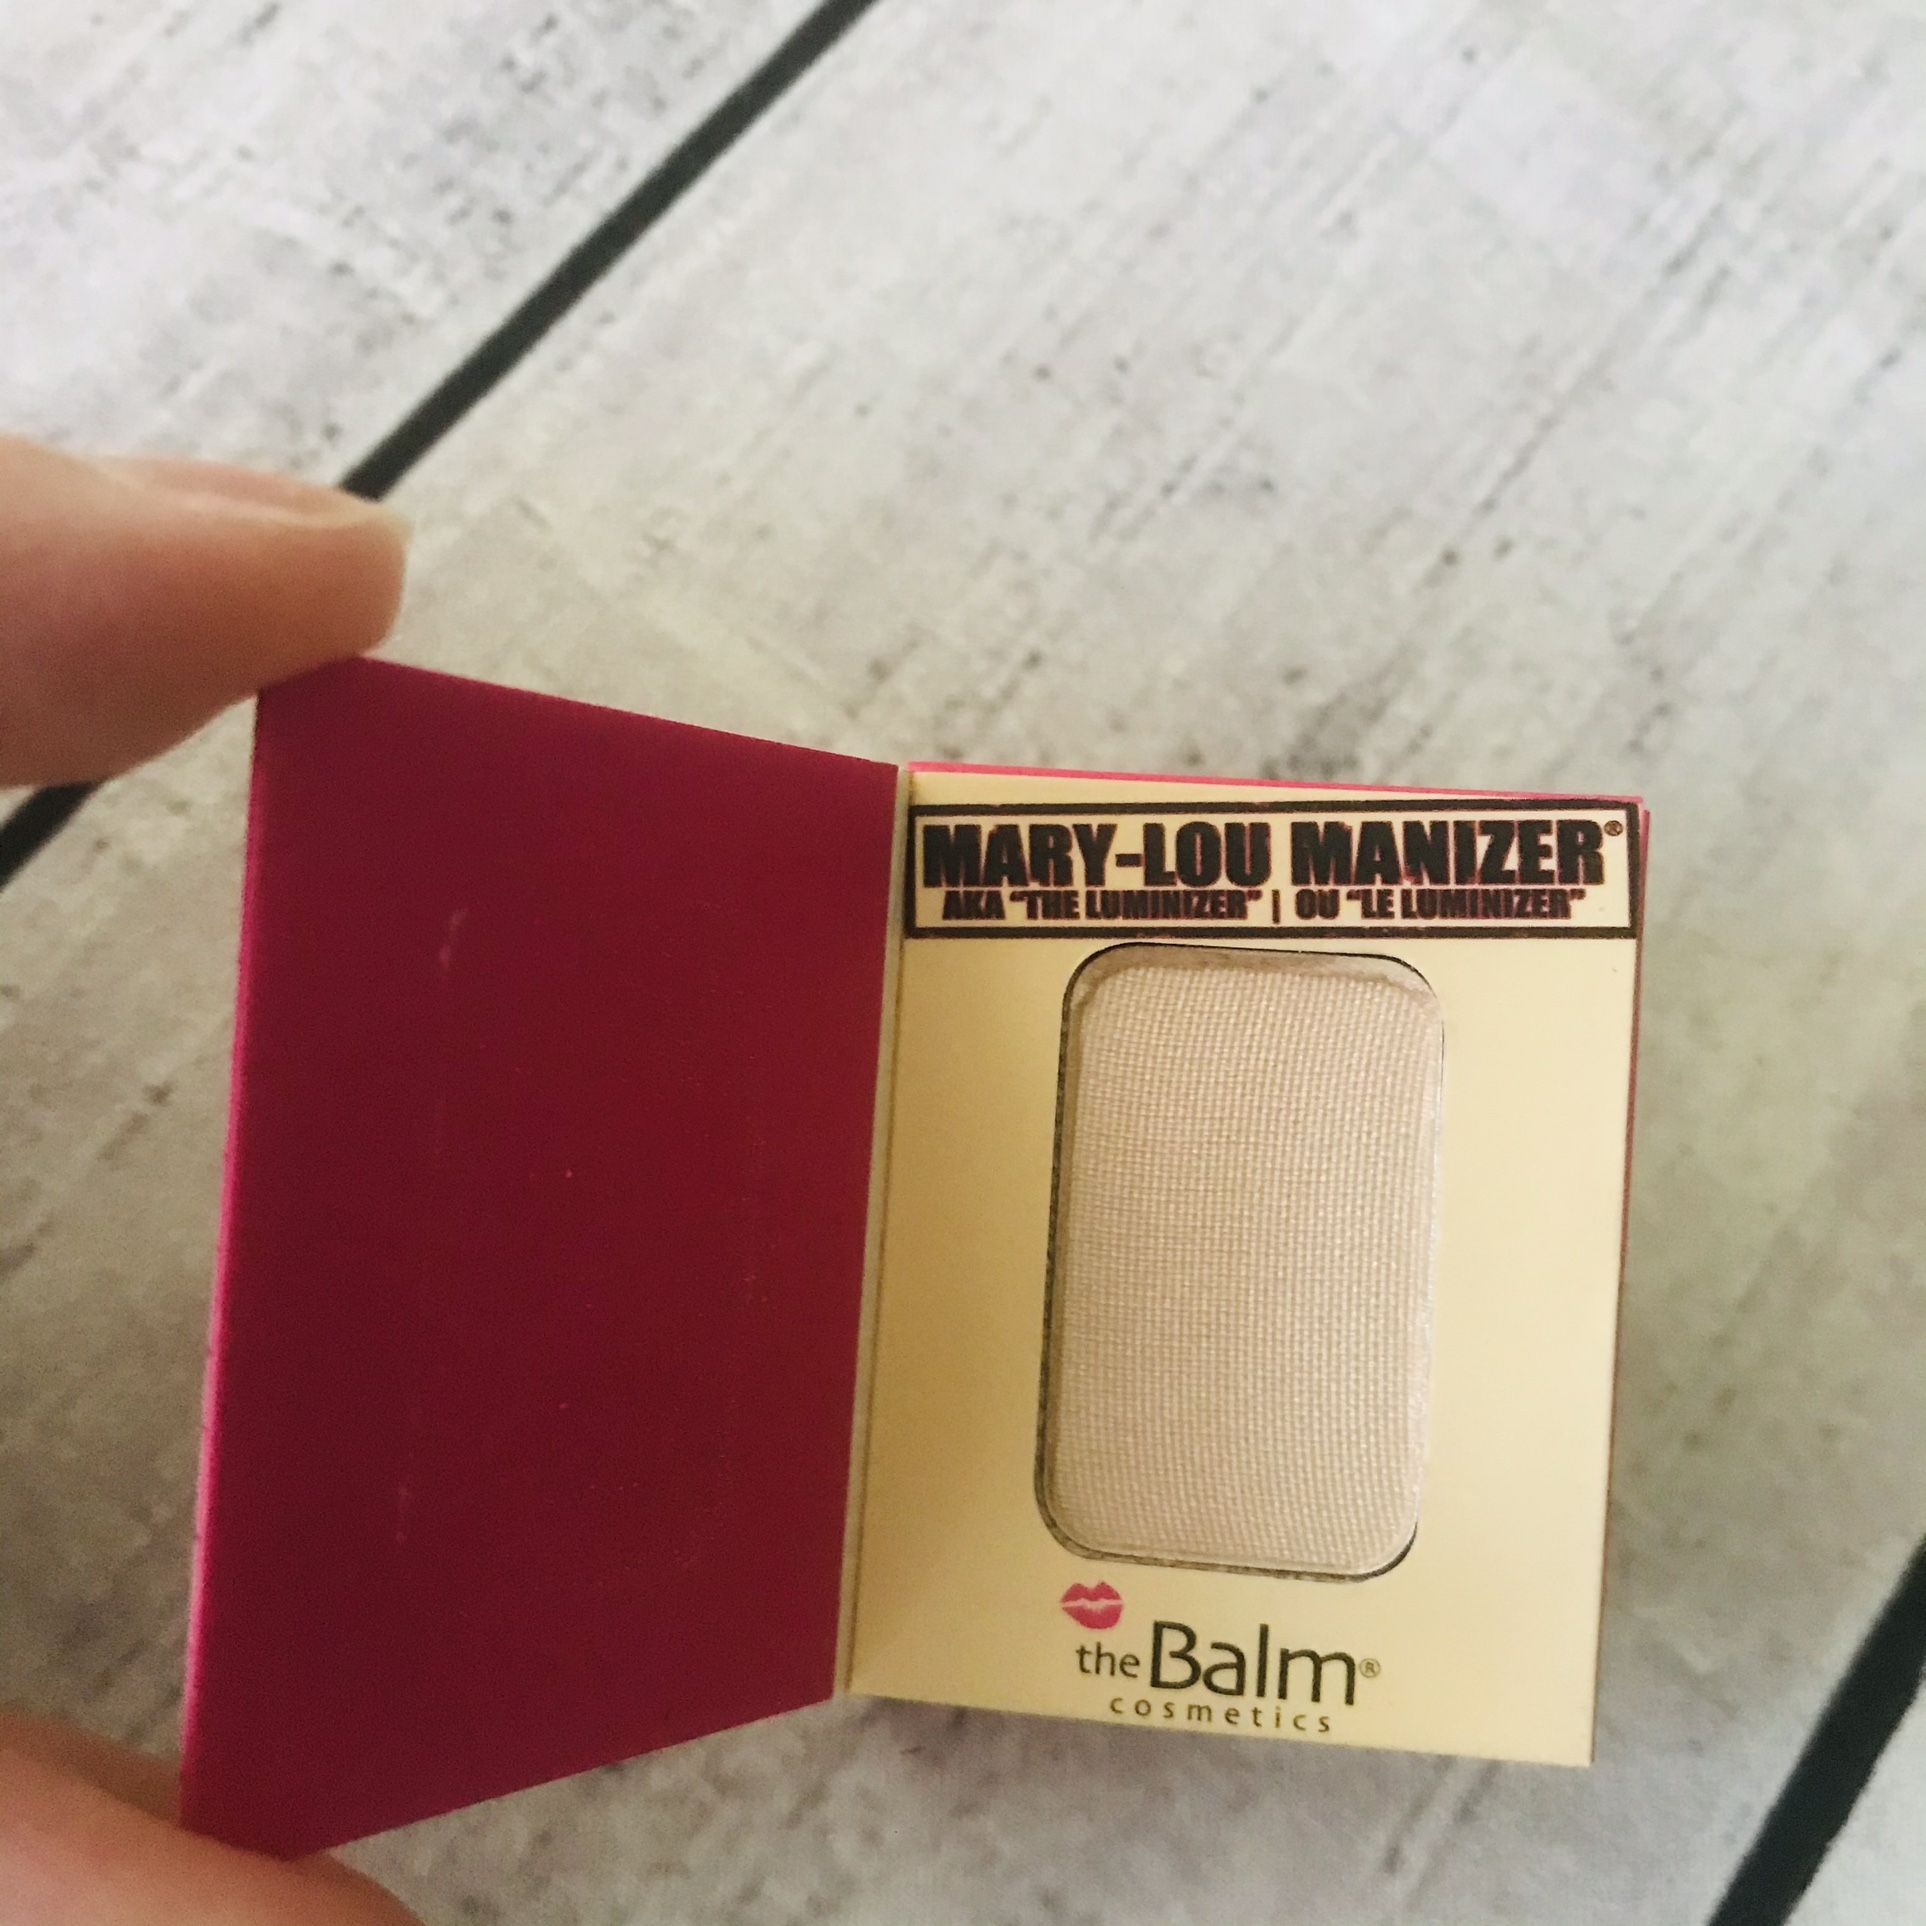 MARY-LOU MANIZER®
AKA "THE LUMINIZER" | OU "LE LUMINIZER"
theBalm®
cosmetics